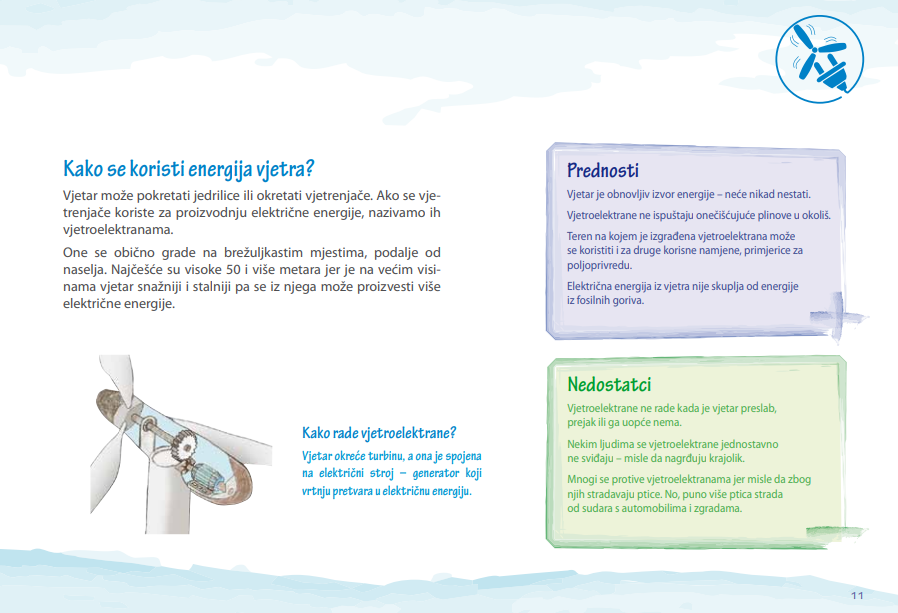 Kako se koristi energija vjetra?
Vjetar može pokretati jedrilice ili okretati vjetrenjače. Ako se vje-
trenjače koriste za proizvodnju električne energije, nazivamo ih
vjetroelektranama.
One se obično grade na brežuljkastim mjestima, podalje od
naselja. Najčešće su visoke 50 i više metara jer je na većim visi-
nama vjetar snažniji i stalniji pa se iz njega može proizvesti više
električne energije.
Kako rade vjetroelektrane?
Vjetar okreće turbinu, a ona je spojena
na električni stroj – generator koji
vrtnju pretvara u električnu energiju.
Prednosti
Vjetar je obnovljiv izvor energije – neće nikad nestati.
Vjetroelektrane ne ispuštaju onečišćujuće plinove u okoliš.
Teren na kojem je izgrađena vjetroelektrana može
se koristiti i za druge korisne namjene, primjerice za
poljoprivredu.
Električna energija iz vjetra nije skuplja od energije
iz fosilnih goriva.
Nedostatci
Vjetroelektrane ne rade kada je vjetar preslab,
prejak ili ga uopće nema.
Nekim ljudima se vjetroelektrane jednostavno
ne sviđaju – misle da nagrđuju krajolik.
Mnogi se protive vjetroelektranama jer misle da zbog
njih stradavaju ptice. No, puno više ptica strada
od sudara s automobilima i zgradama.
11